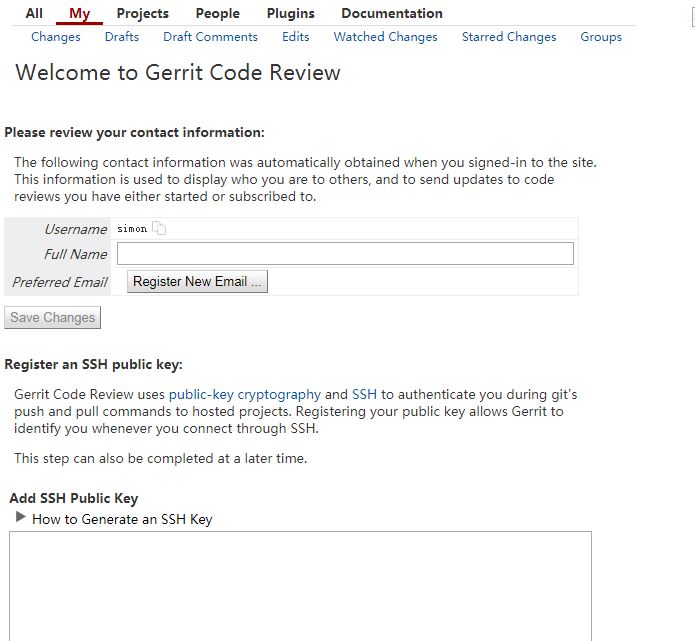 All My Projects People Plugins Documentation
Changes Drafts Draft Comments Edits Watched Changes Starred Changes Groups
Welcome to Gerrit Code Review
Please review your contact information:
The following contact information was automatically obtained when you signed-in to the site.
This information is used to display who you are to others, and to send updates to code
reviews you have either started or subscribed to.
Username simon
Full Name
Preferred Email Register New Email ...
Save Changes
Register an SSH public key:
Gerrit Code Review uses public-key cryptography and SSH to authenticate you during git's
push and pull commands to hosted projects. Registering your public key allows Gerrit to
identify you whenever you connect through SSH.
This step can also be completed at a later time.
Add SSH Public Key
How to Generate an SSH Key